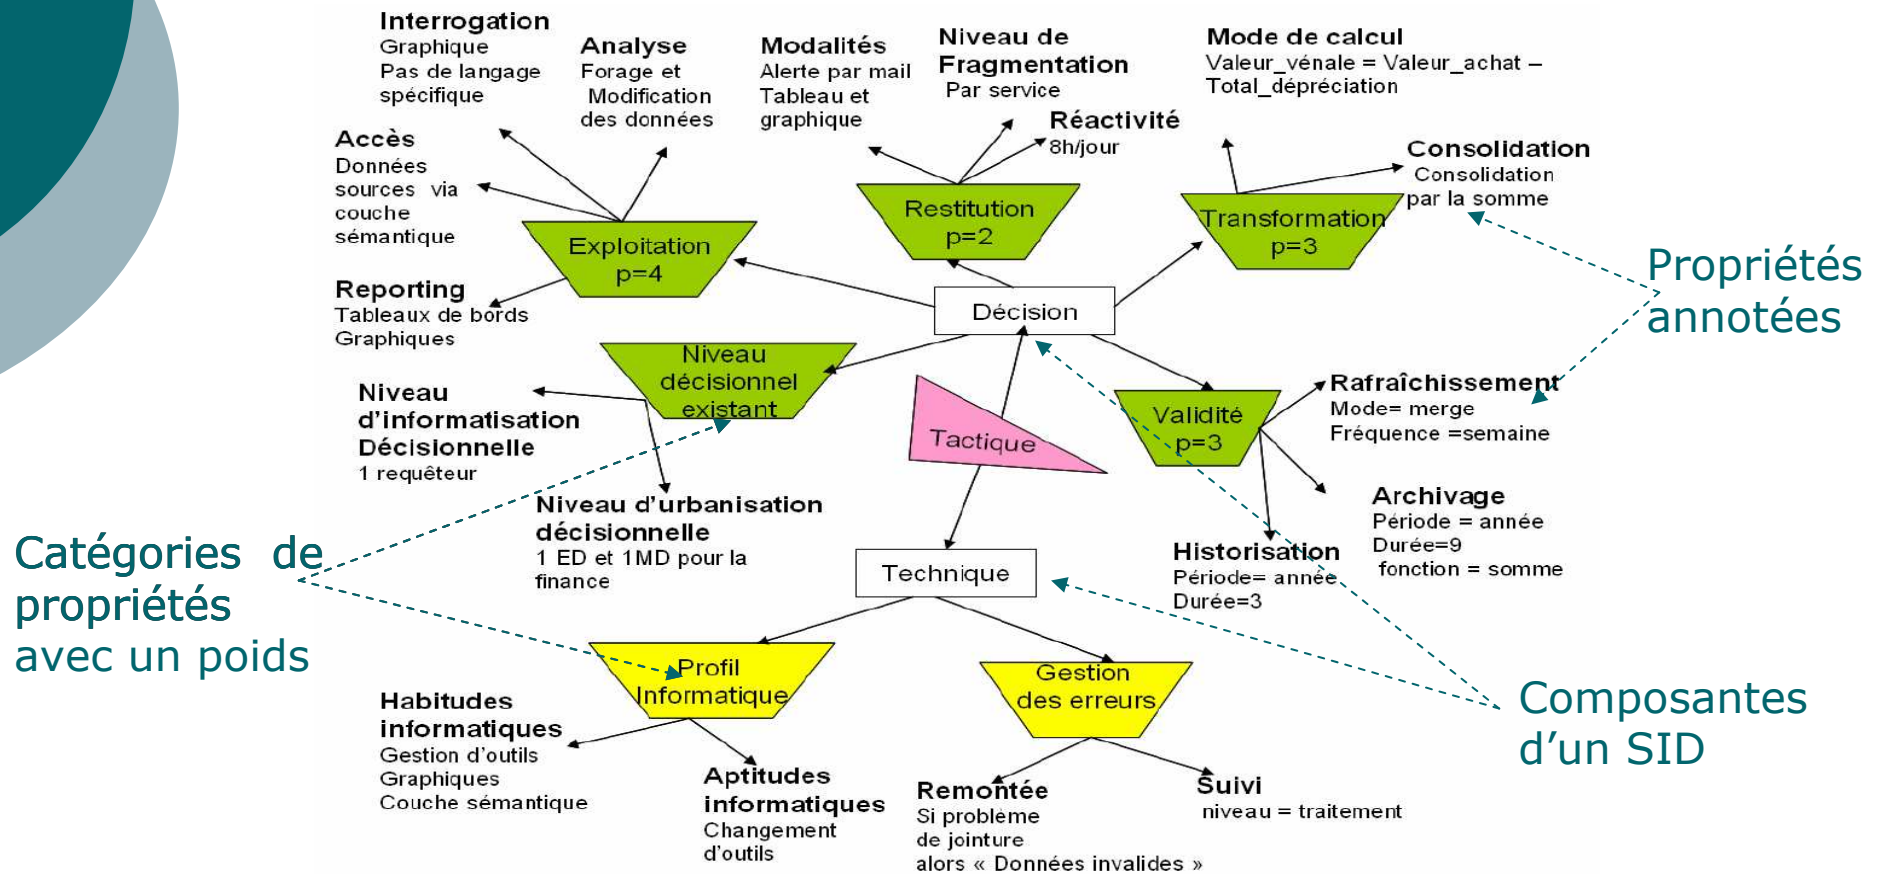 Interrogation
Graphique
Pas de langage
spécifique
Analyse
Forage et
Modification
des données
Modalités
Alerte par mail
Tableau et
graphique
Niveau de
Fragmentation
Par service
Réactivité
8h/jour
Mode de calcul
Valeur_vénale = Valeur_achat –
Total_dépréciation
Consolidation
Consolidation
par la somme
Accès
Données
sources via
couche
sémantique
Exploitation
p=4
Restitution
p=2
Transformation
p=3
Propriétés
annotées
Reporting
Tableaux de bords
Graphiques
Décision
Niveau
décisionnel
existant
Niveau
d'informatisation
Décisionnelle
1 requêteur
Tactique
Validité
p=3
Rafraîchissement
Mode= merge
Fréquence =semaine
Niveau d'urbanisation
décisionnelle
1 ED et 1MD pour la
finance
Archivage
Période = année
Durée=9
fonction = somme
Historisation
Période= année
Durée=3
Catégories de
propriétés
avec un poids
Technique
Profil
Informatique
Gestion
des erreurs
Composantes
d’un SID
Habitudes
informatiques
Gestion d'outils
Graphiques
Couche sémantique
Aptitudes
informatiques
Changement
d'outils
Remontée
Si problème
de jointure
alors « Données invalides »
Suivi
niveau = traitement